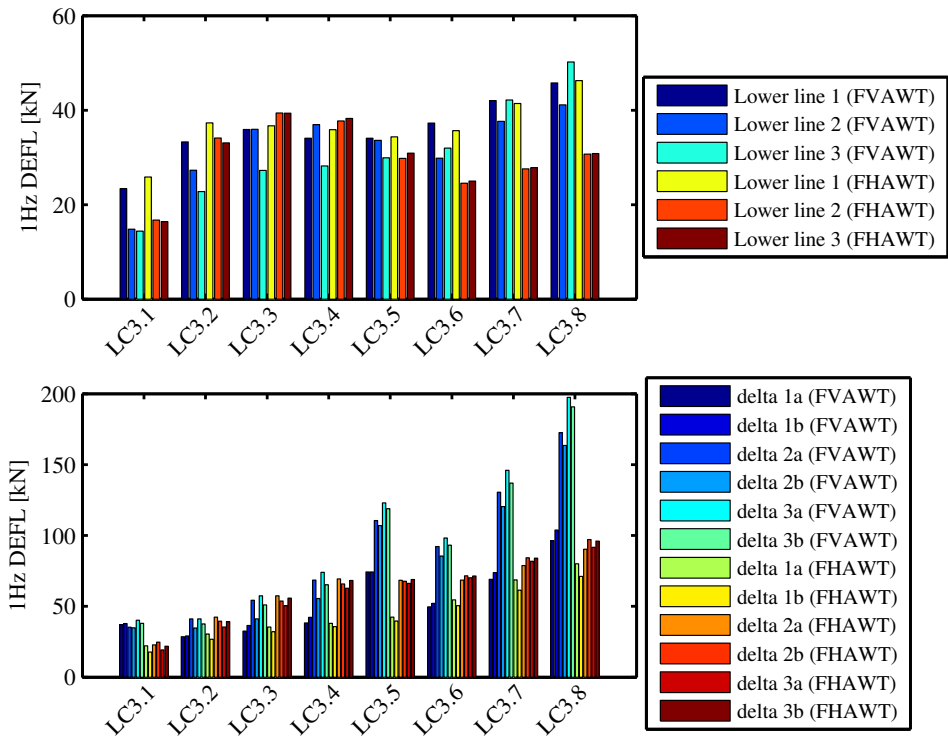 60
40
20
0
1Hz DEFL [kN]
LC3.1
LC3.2
LC3.3
LC3.4
LC3.5
LC3.6
LC3.7
LC3.8
Lower line 1 (FVAWT)
Lower line 2 (FVAWT)
Lower line 3 (FVAWT)
Lower line 1 (FHAWT)
Lower line 2 (FHAWT)
Lower line 3 (FHAWT)
200
150
100
50
0
1Hz DEFL [kN]
LC3.1
LC3.2
LC3.3
LC3.4
LC3.5
LC3.6
LC3.7
LC3.8
delta 1a (FVAWT)
delta 1b (FVAWT)
delta 2a (FVAWT)
delta 2b (FVAWT)
delta 3a (FVAWT)
delta 3b (FVAWT)
delta 1a (FHAWT)
delta 1b (FHAWT)
delta 2a (FHAWT)
delta 2b (FHAWT)
delta 3a (FHAWT)
delta 3b (FHAWT)